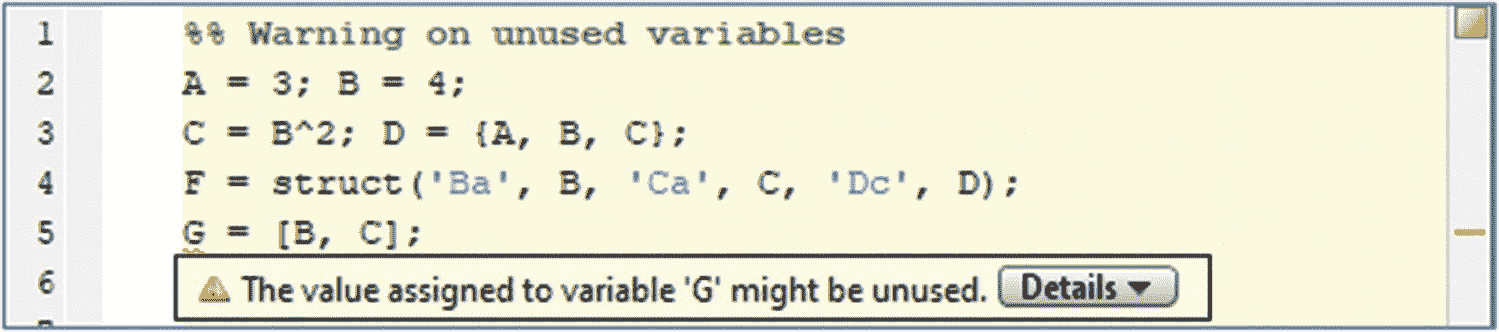 1 %% Warning on unused variables
2 A = 3; B = 4;
3 C = B^2; D = {A, B, C};
4 F = struct('Ba', B, 'Ca', C, 'Dc', D);
5 G = [B, C];
6 The value assigned to variable 'G' might be unused. Details